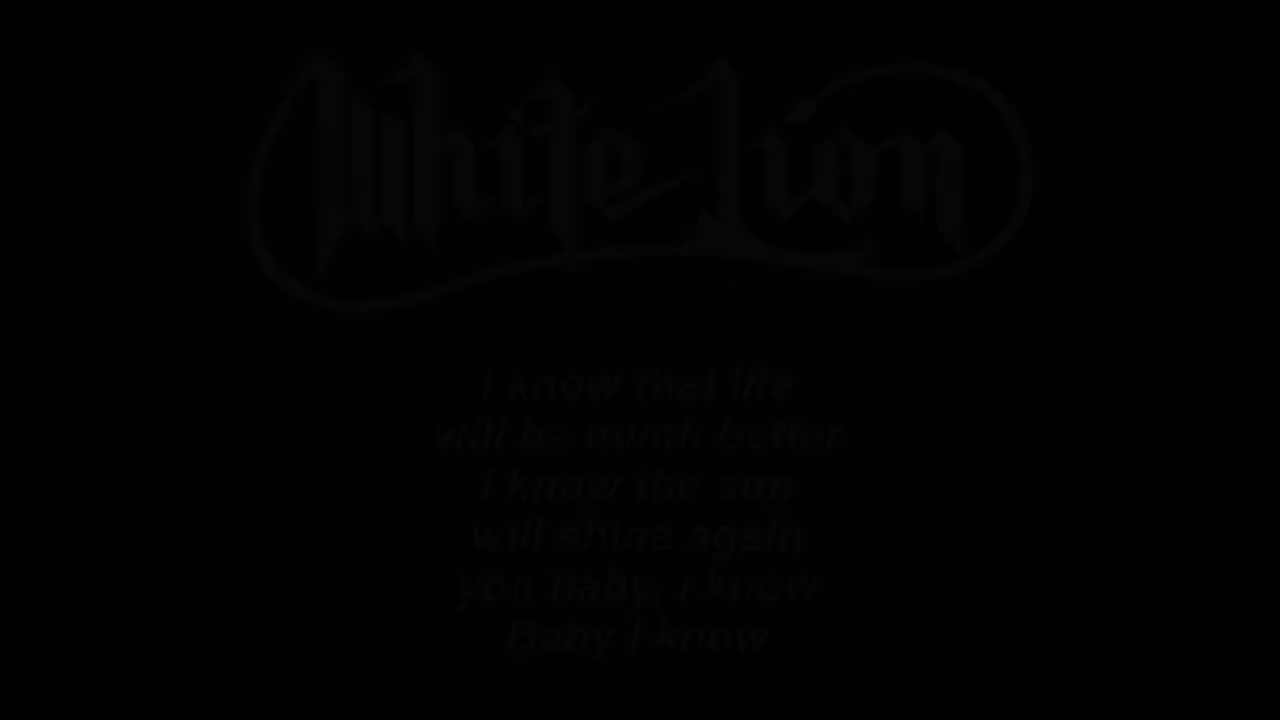 White Lion
I know that life
will be much better
I know the sun
will shine again
you baby, I know
Baby I know